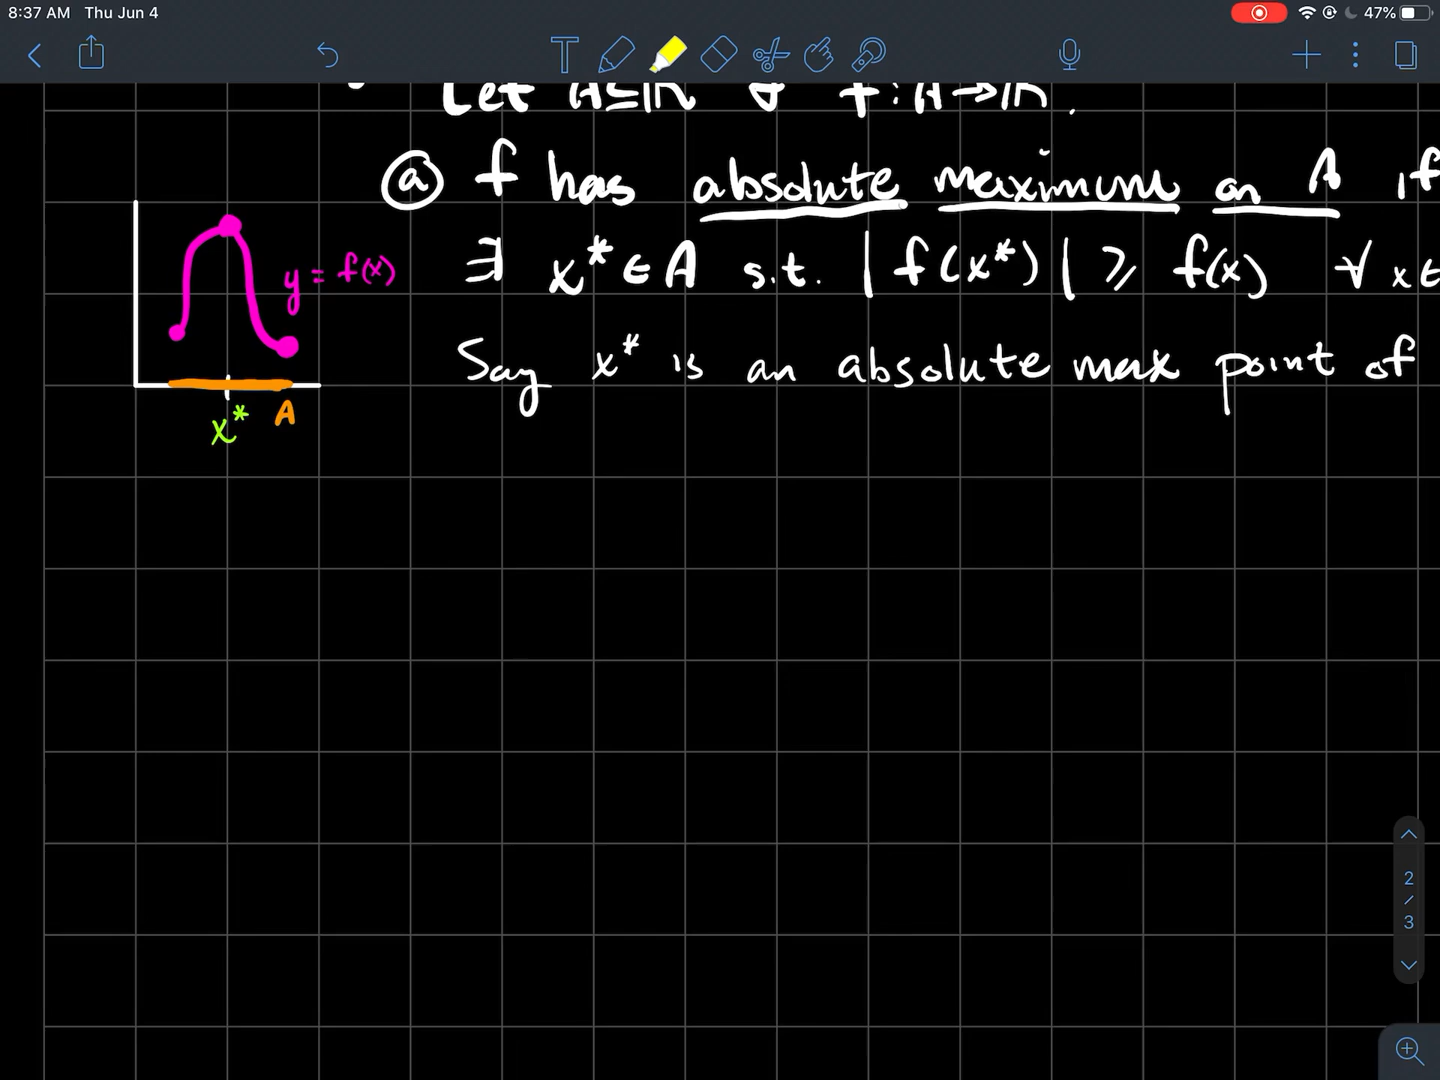 8:37 AM Thu Jun 4
47%
Let A⊆ℝ & f:A→ℝ.
ⓐ f has absolute maximum on A if
∃ x*∈A s.t. |f(x*)| ≥ f(x) ∀ x∈
Say x* is an absolute max point of
y = f(x)
x*
A
2
/
3